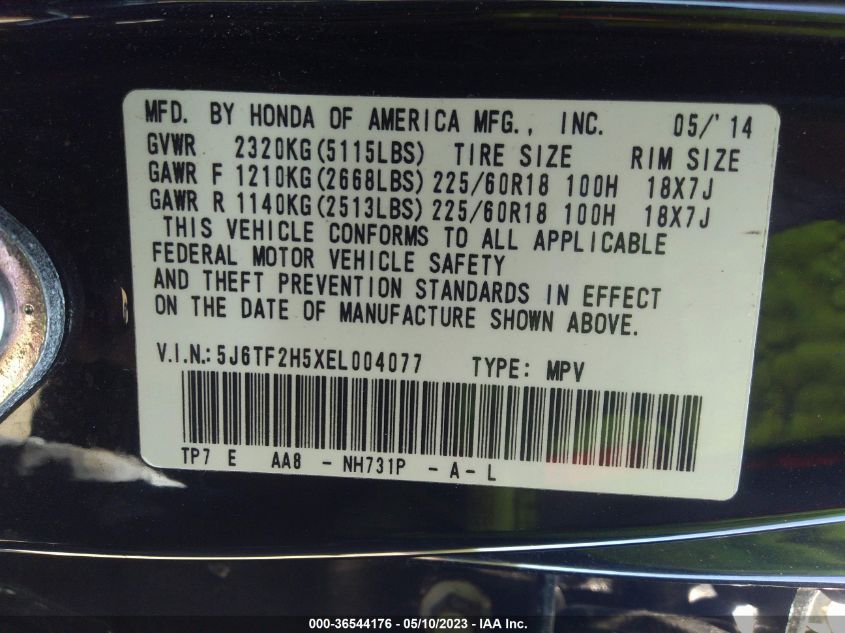 MFD. BY HONDA OF AMERICA MFG., INC. 05/'14
GVWR 2320KG(5115LBS) TIRE SIZE RIM SIZE
GAWR F 1210KG(2668LBS) 225/60R18 100H 18X7J
GAWR R 1140KG(2513LBS) 225/60R18 100H 18X7J
THIS VEHICLE CONFORMS TO ALL APPLICABLE
FEDERAL MOTOR VEHICLE SAFETY
AND THEFT PREVENTION STANDARDS IN EFFECT
ON THE DATE OF MANUFACTURE SHOWN ABOVE.
V.I.N.: 5J6TF2H5XEL004077 TYPE: MPV
TP7 E AA8 - NH731P - A - L
000-36544176 - 05/10/2023 - IAA Inc.